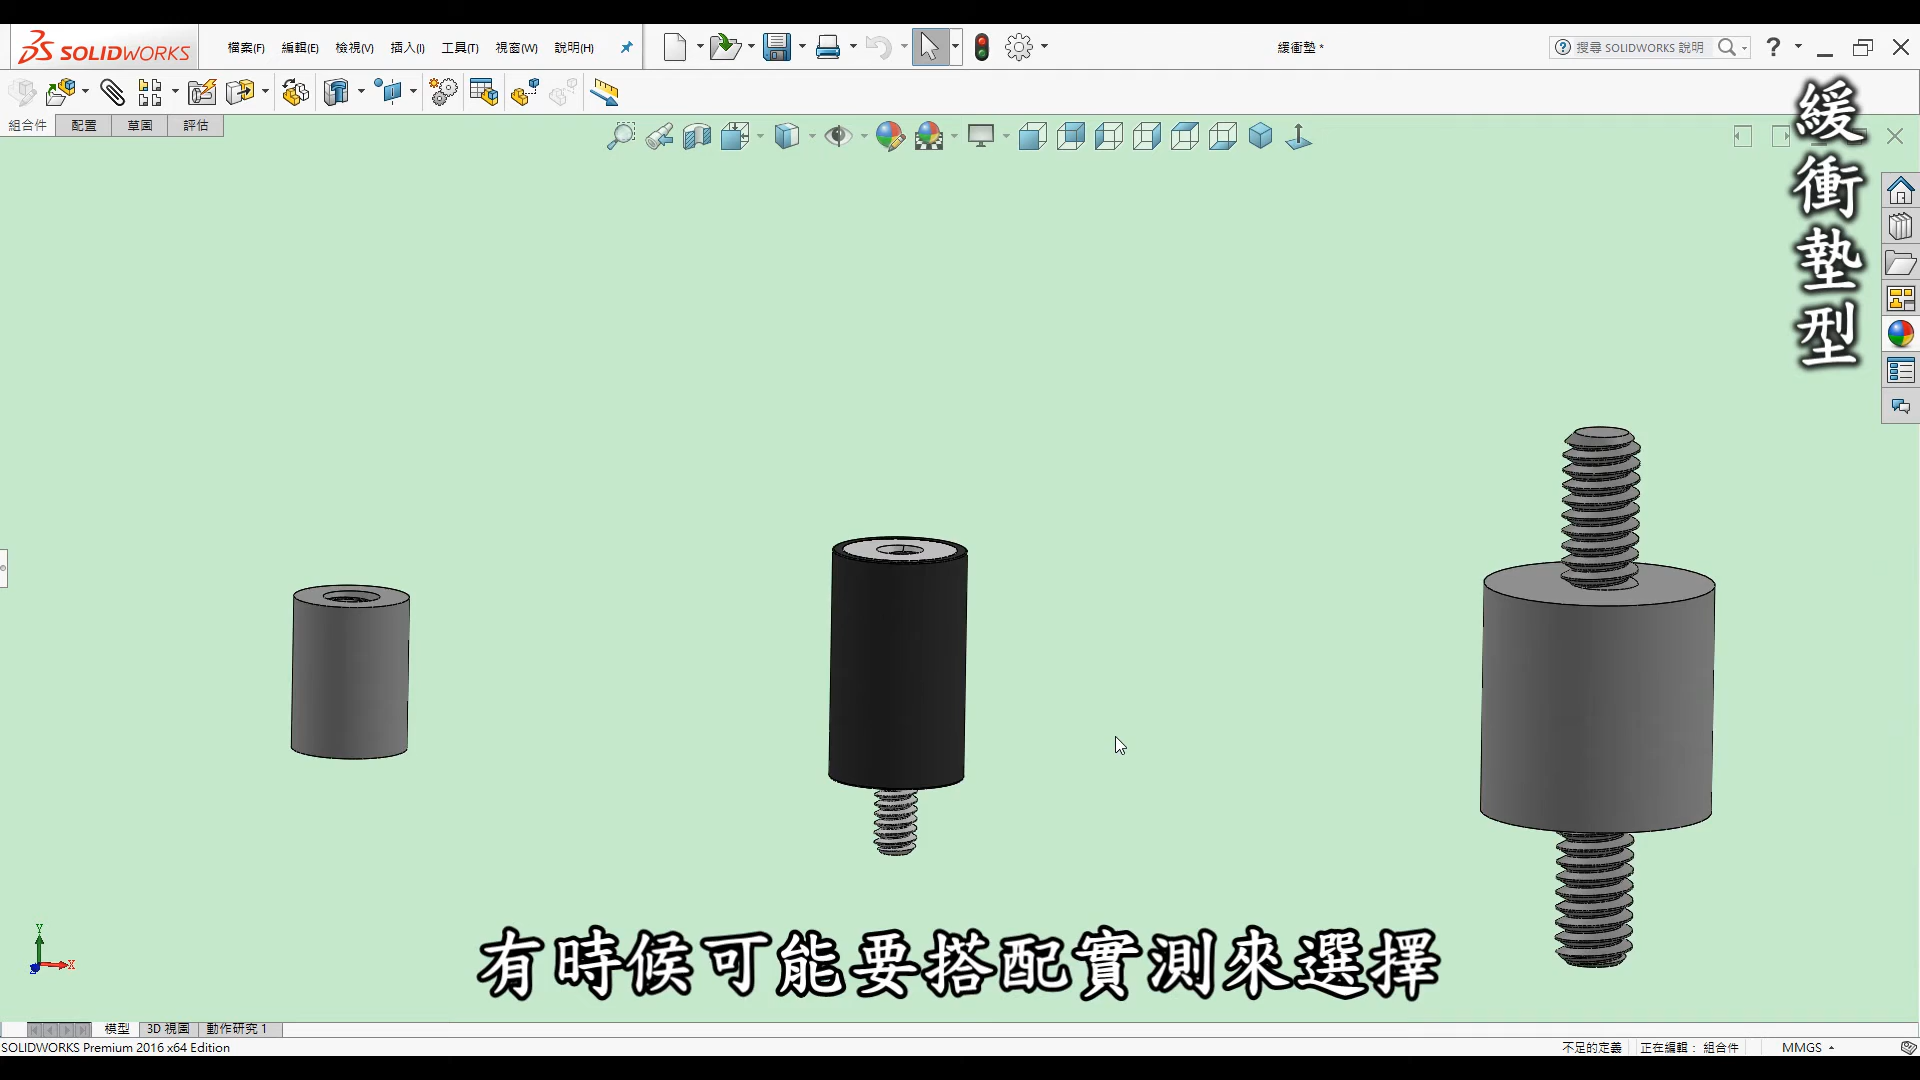 SOLIDWORKS
檔案(F) 編輯(E) 檢視(V) 插入(I) 工具(T) 視窗(W) 說明(H)
緩衝墊 *
搜尋 SOLIDWORKS 說明
組合件 配置 草圖 評估
緩衝墊型
Y
X
Z
有時候可能要搭配實測來選擇
模型 3D 視圖 動作研究 1
SOLIDWORKS Premium 2016 x64 Edition
不足的定義 正在編輯： 組合件 MMGS